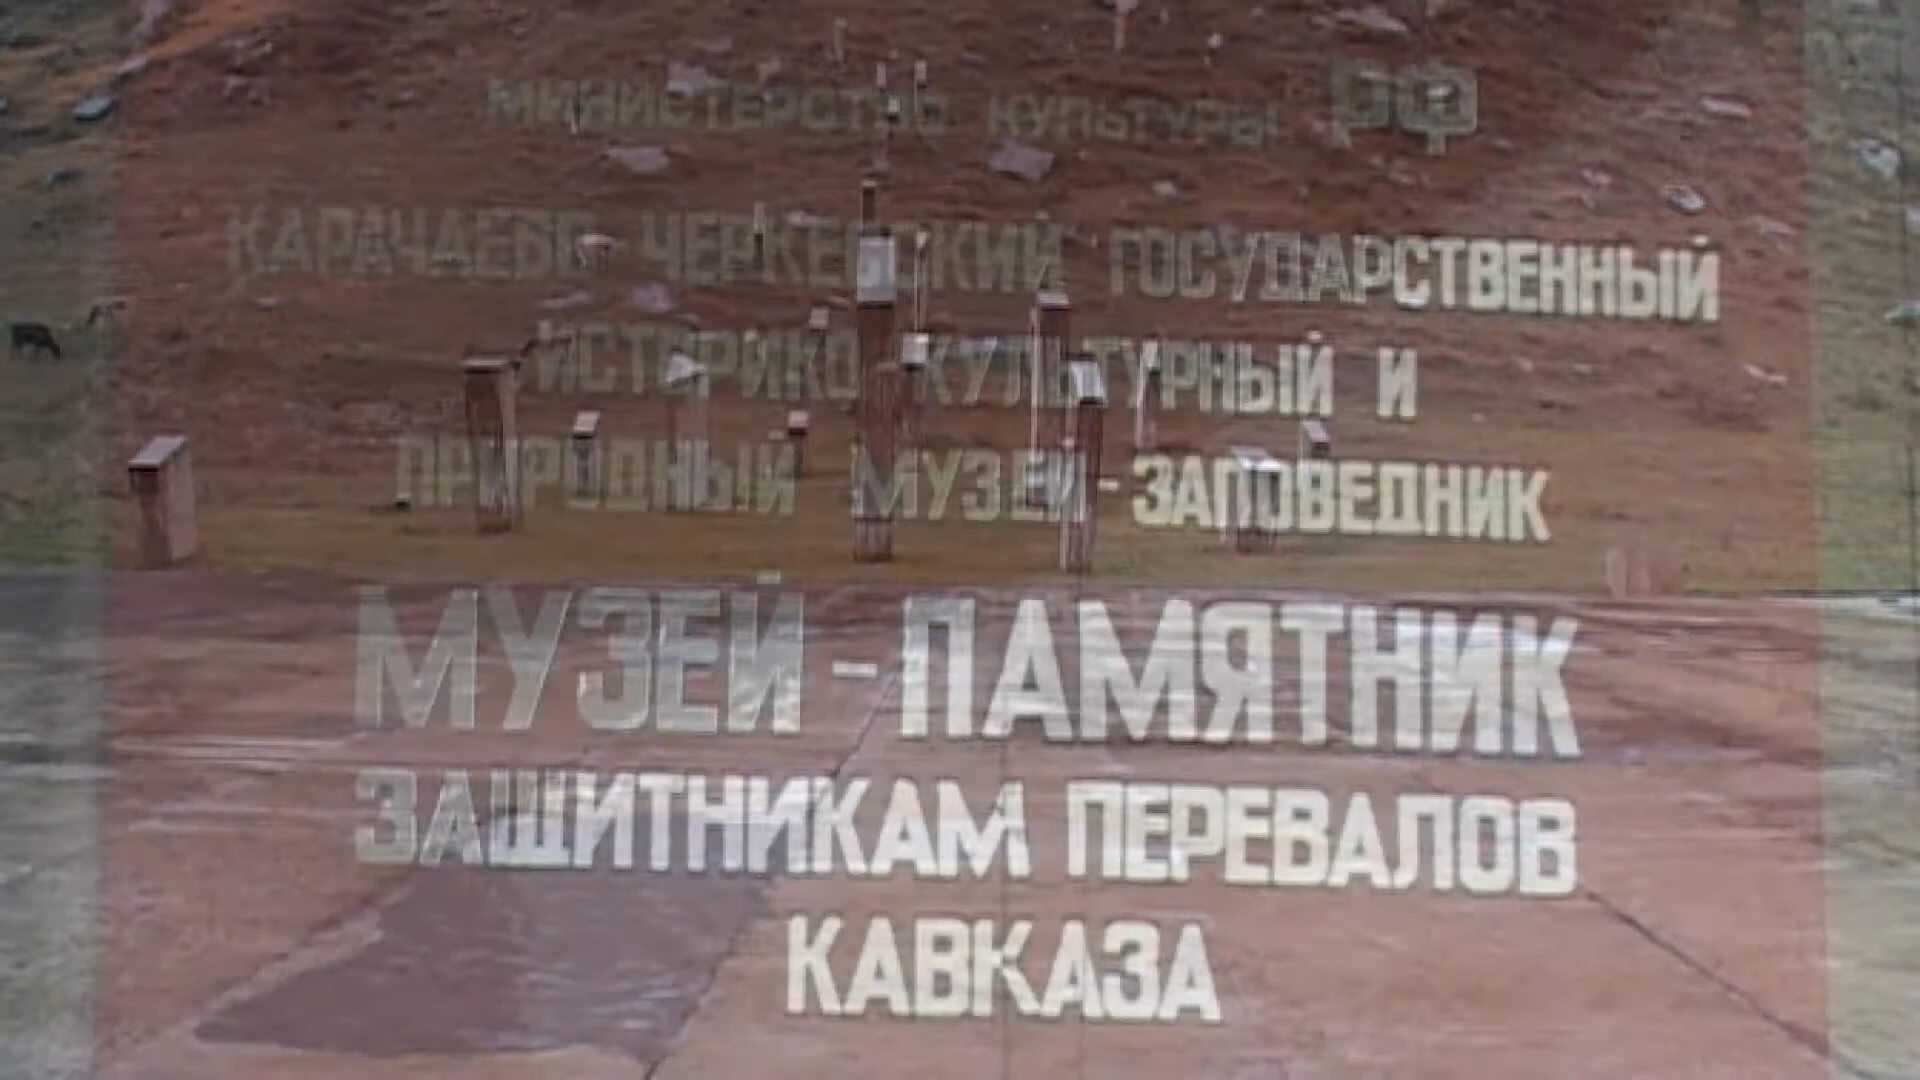 МИНИСТЕРСТВО КУЛЬТУРЫ РФ
КАРАЧАЕВО-ЧЕРКЕССКИЙ ГОСУДАРСТВЕННЫЙ
ИСТОРИКО-КУЛЬТУРНЫЙ И
ПРИРОДНЫЙ МУЗЕЙ-ЗАПОВЕДНИК
МУЗЕЙ-ПАМЯТНИК
ЗАЩИТНИКАМ ПЕРЕВАЛОВ
КАВКАЗА